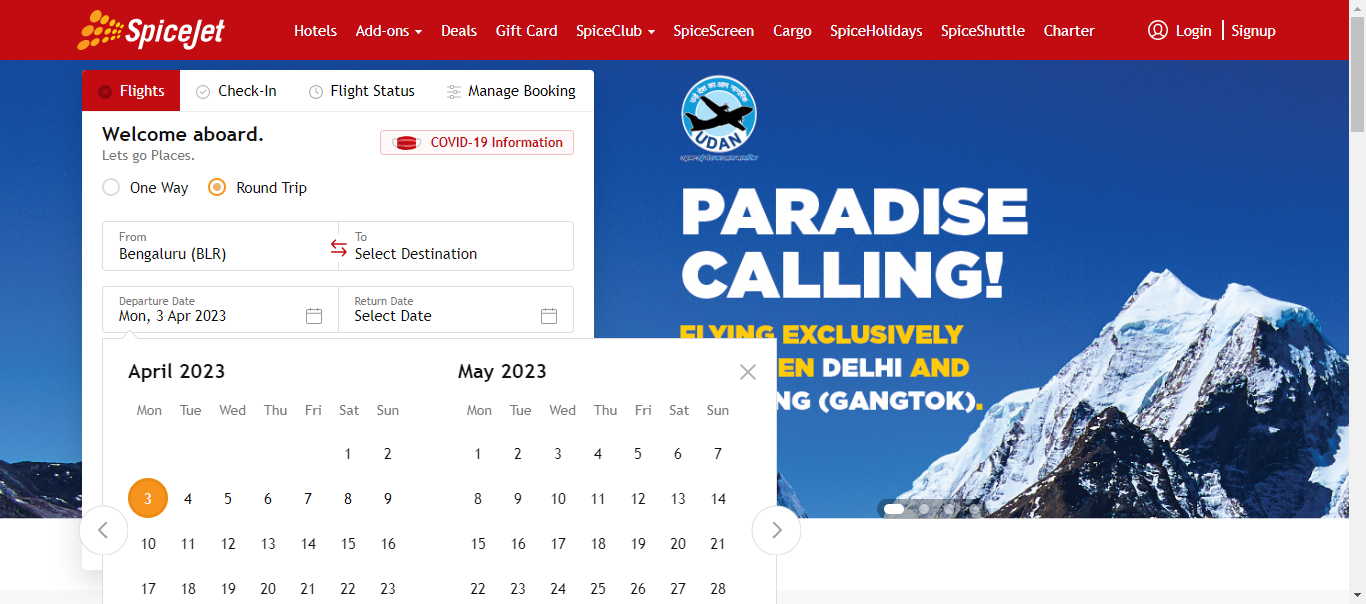 SpiceJet
Hotels Add-ons Deals Gift Card SpiceClub SpiceScreen Cargo SpiceHolidays SpiceShuttle Charter Login Signup
Flights Check-In Flight Status Manage Booking
Welcome aboard.
Lets go Places.
COVID-19 Information
One Way Round Trip
From
Bengaluru (BLR)
To
Select Destination
Departure Date
Mon, 3 Apr 2023
Return Date
Select Date
April 2023
Mon Tue Wed Thu Fri Sat Sun
1 2
3 4 5 6 7 8 9
10 11 12 13 14 15 16
17 18 19 20 21 22 23
May 2023
Mon Tue Wed Thu Fri Sat Sun
1 2 3 4 5 6 7
8 9 10 11 12 13 14
15 16 17 18 19 20 21
22 23 24 25 26 27 28
UDAN
PARADISE
CALLING!
FLYING EXCLUSIVELY
EN DELHI AND
NG (GANGTOK).